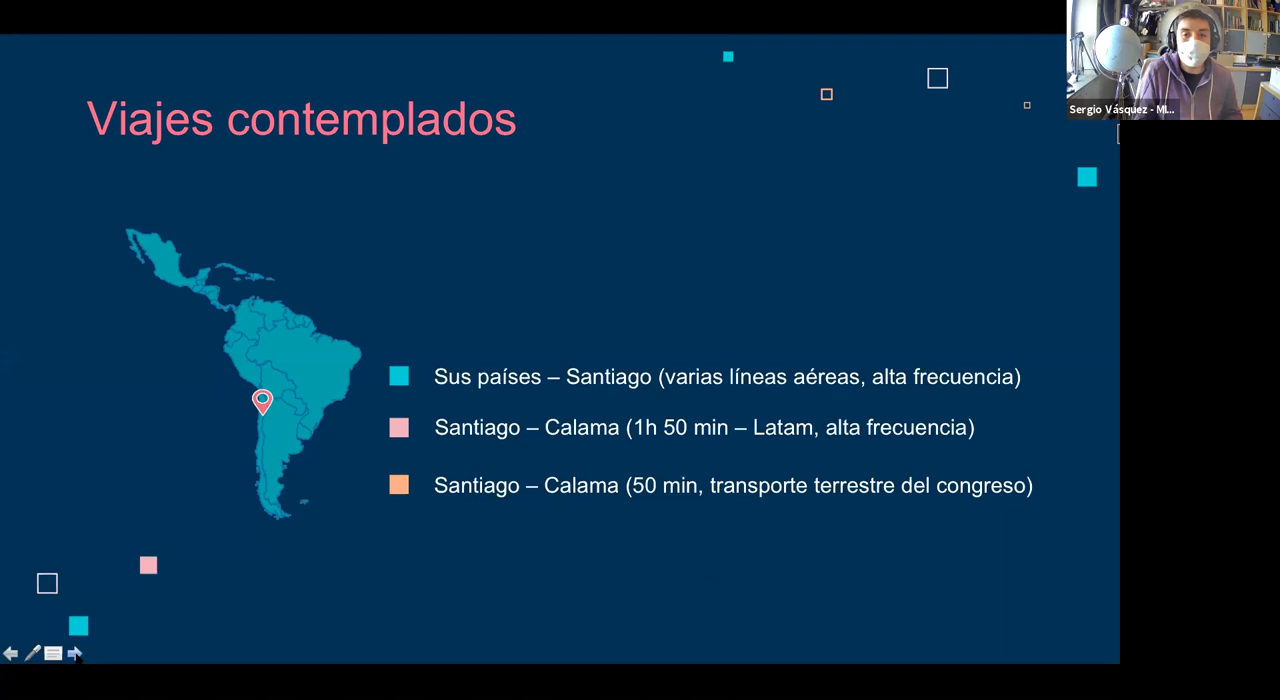 Viajes contemplados
Sus países – Santiago (varias líneas aéreas, alta frecuencia)
Santiago – Calama (1h 50 min – Latam, alta frecuencia)
Santiago – Calama (50 min, transporte terrestre del congreso)
Sergio Vásquez - MI...